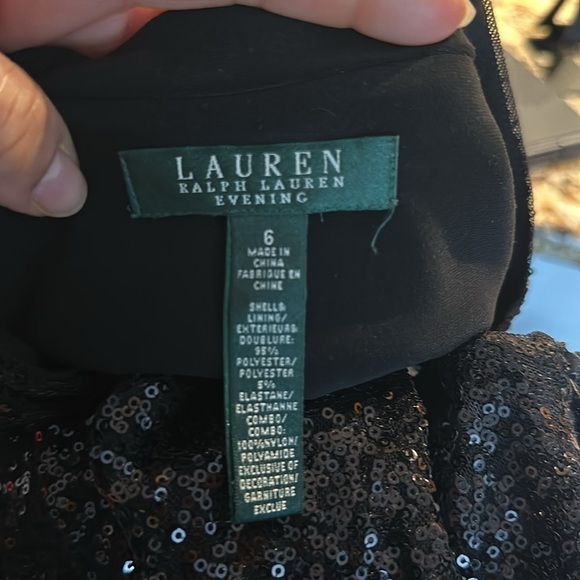 LAUREN
RALPH LAUREN
EVENING
6
MADE IN
CHINA
FABRIQUE EN
CHINE
SHELL&
LINING/
EXTERIEUR&
DOUBLURE:
95%
POLYESTER/
POLYESTER
5%
ELASTANE/
ELASTHANNE
COMBO/
COMBO:
100%NYLON/
POLYAMIDE
EXCLUSIVE OF
DECORATION/
GARNITURE
EXCLUE